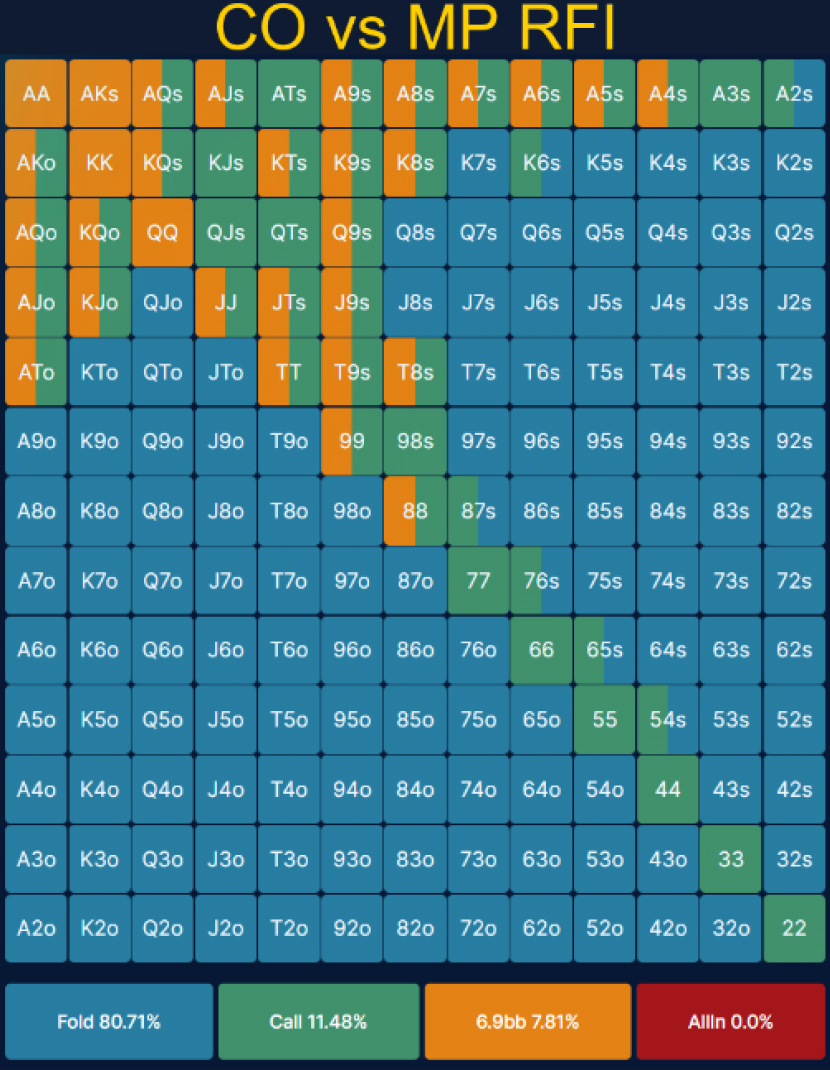 CO vs MP RFI
AA AKs AQs AJs ATs A9s A8s A7s A6s A5s A4s A3s A2s
AKo KK KQs KJs KTs K9s K8s K7s K6s K5s K4s K3s K2s
AQo KQo QQ QJs QTs Q9s Q8s Q7s Q6s Q5s Q4s Q3s Q2s
AJo KJo QJo JJ JTs J9s J8s J7s J6s J5s J4s J3s J2s
ATo KTo QTo JTo TT T9s T8s T7s T6s T5s T4s T3s T2s
A9o K9o Q9o J9o T9o 99 98s 97s 96s 95s 94s 93s 92s
A8o K8o Q8o J8o T8o 98o 88 87s 86s 85s 84s 83s 82s
A7o K7o Q7o J7o T7o 97o 87o 77 76s 75s 74s 73s 72s
A6o K6o Q6o J6o T6o 96o 86o 76o 66 65s 64s 63s 62s
A5o K5o Q5o J5o T5o 95o 85o 75o 65o 55 54s 53s 52s
A4o K4o Q4o J4o T4o 94o 84o 74o 64o 54o 44 43s 42s
A3o K3o Q3o J3o T3o 93o 83o 73o 63o 53o 43o 33 32s
A2o K2o Q2o J2o T2o 92o 82o 72o 62o 52o 42o 32o 22
Fold 80.71% Call 11.48% 6.9bb 7.81% AllIn 0.0%